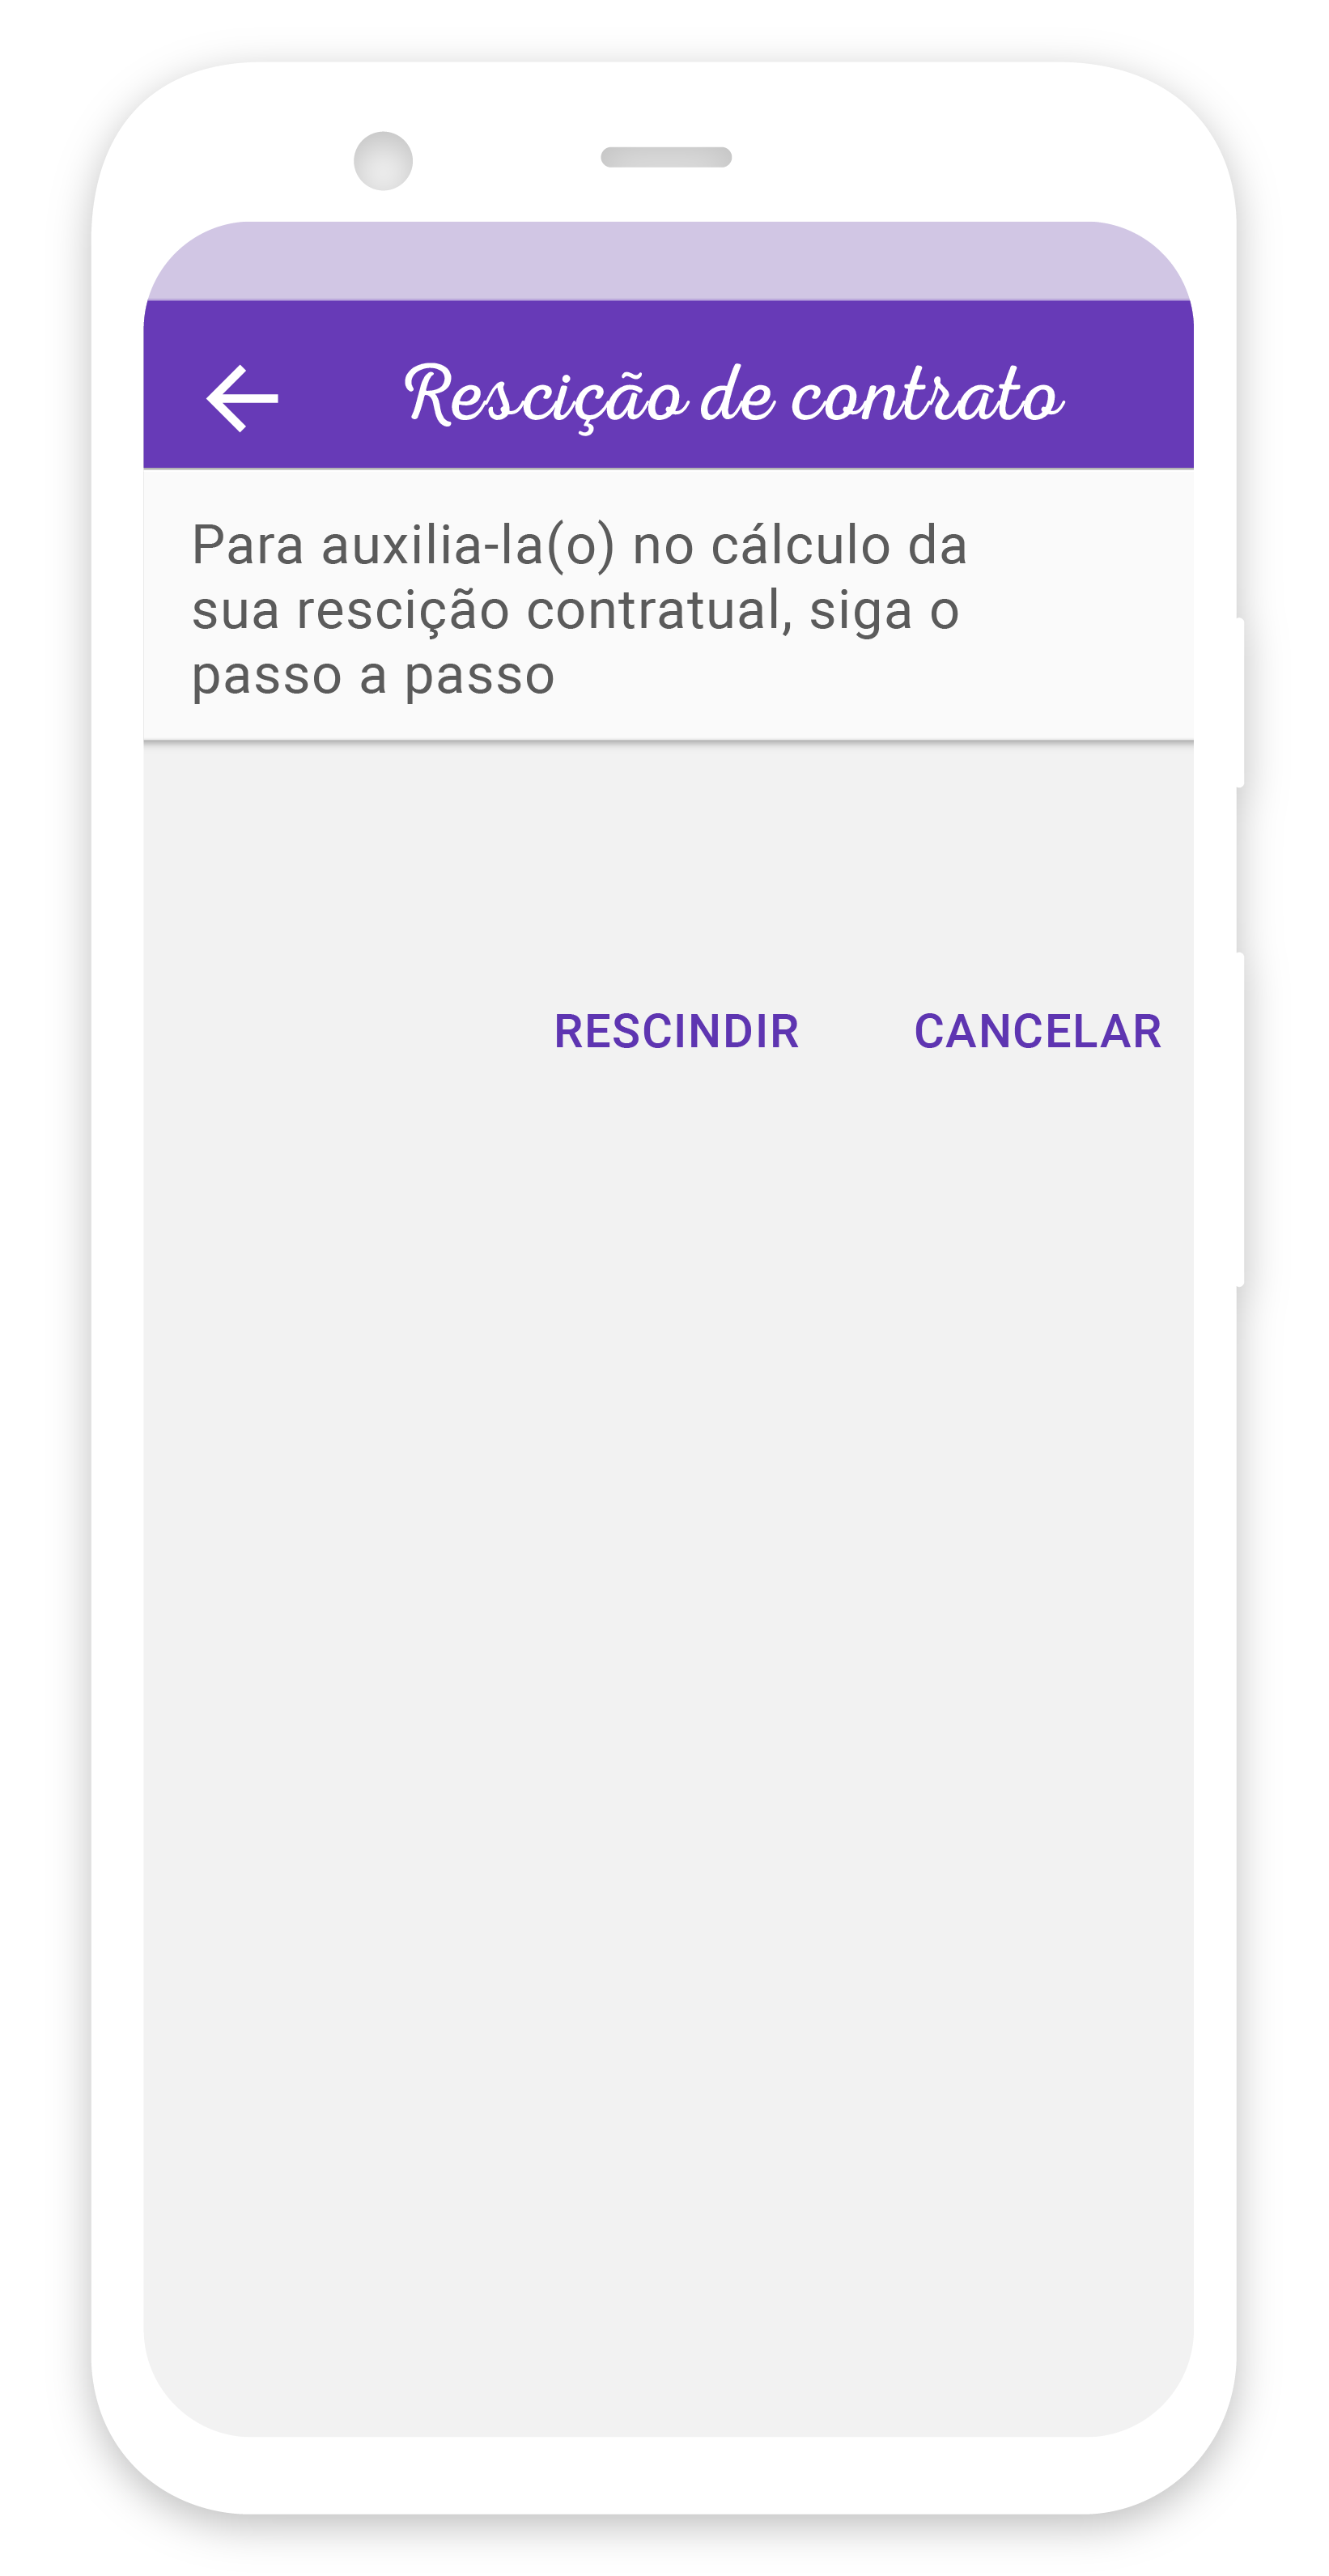 Rescição de contrato
Para auxilia-la(o) no cálculo da
sua rescição contratual, siga o
passo a passo
RESCINDIR CANCELAR